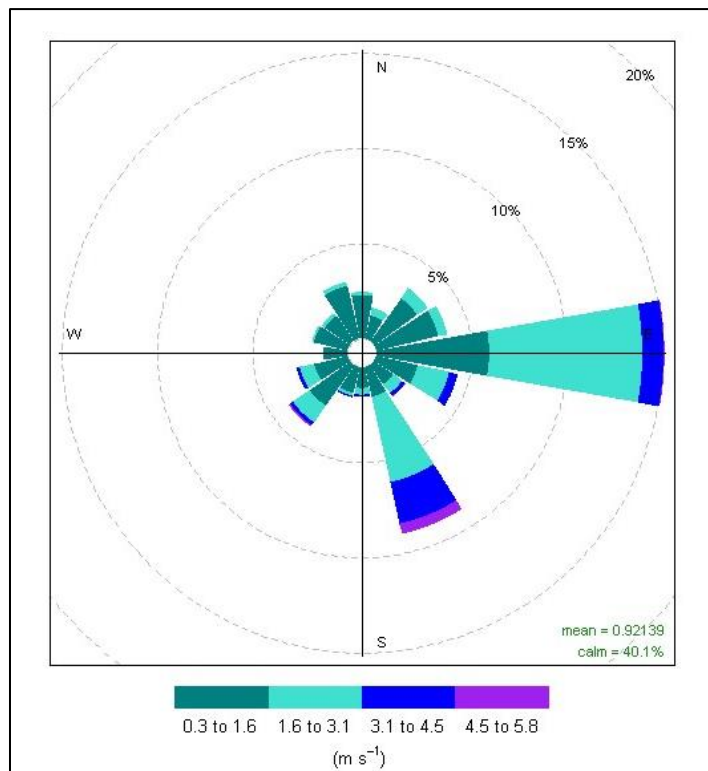 N
20%
15%
10%
5%
W
E
S
mean = 0.92139
calm = 40.1%
0.3 to 1.6 1.6 to 3.1 3.1 to 4.5 4.5 to 5.8
(m s⁻¹)